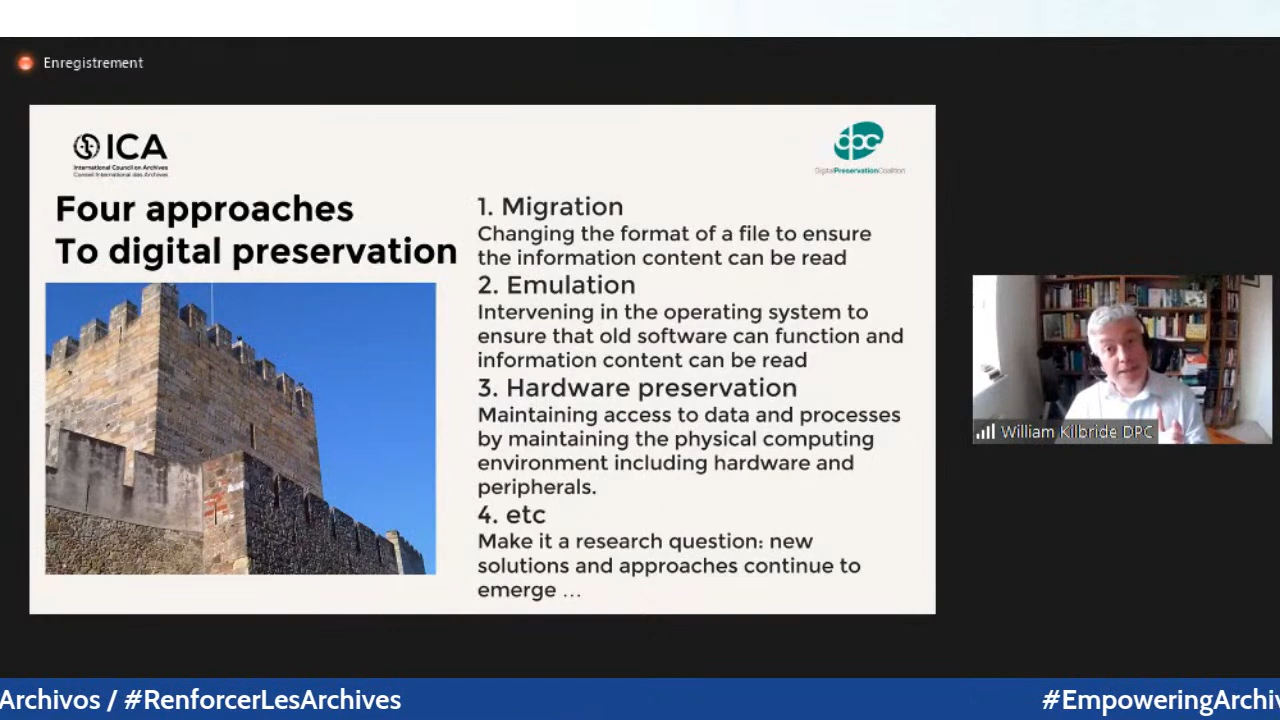 Enregistrement
ICA
International Council on Archives
Conseil International des Archives
dpc
DigitalPreservationCoalition
Four approaches
To digital preservation
1. Migration
Changing the format of a file to ensure
the information content can be read
2. Emulation
Intervening in the operating system to
ensure that old software can function and
information content can be read
3. Hardware preservation
Maintaining access to data and processes
by maintaining the physical computing
environment including hardware and
peripherals.
4. etc
Make it a research question: new
solutions and approaches continue to
emerge …
William Kilbride DPC
Archivos / #RenforcerLesArchives
#EmpoweringArchiv